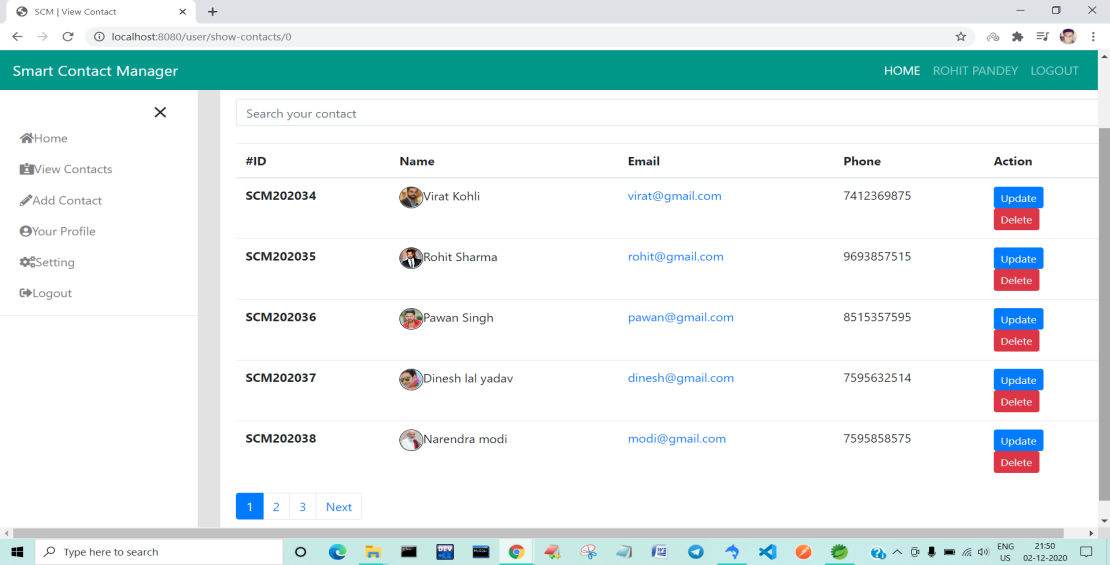 SCM | View Contact
localhost:8080/user/show-contacts/0
Smart Contact Manager
HOME ROHIT PANDEY LOGOUT
Home
View Contacts
Add Contact
Your Profile
Setting
Logout
Search your contact
#ID Name Email Phone Action
SCM202034 Virat Kohli virat@gmail.com 7412369875 Update
Delete
SCM202035 Rohit Sharma rohit@gmail.com 9693857515 Update
Delete
SCM202036 Pawan Singh pawan@gmail.com 8515357595 Update
Delete
SCM202037 Dinesh lal yadav dinesh@gmail.com 7595632514 Update
Delete
SCM202038 Narendra modi modi@gmail.com 7595858575 Update
Delete
1 2 3 Next
Type here to search
DEV
ENG 21:50
US 02-12-2020